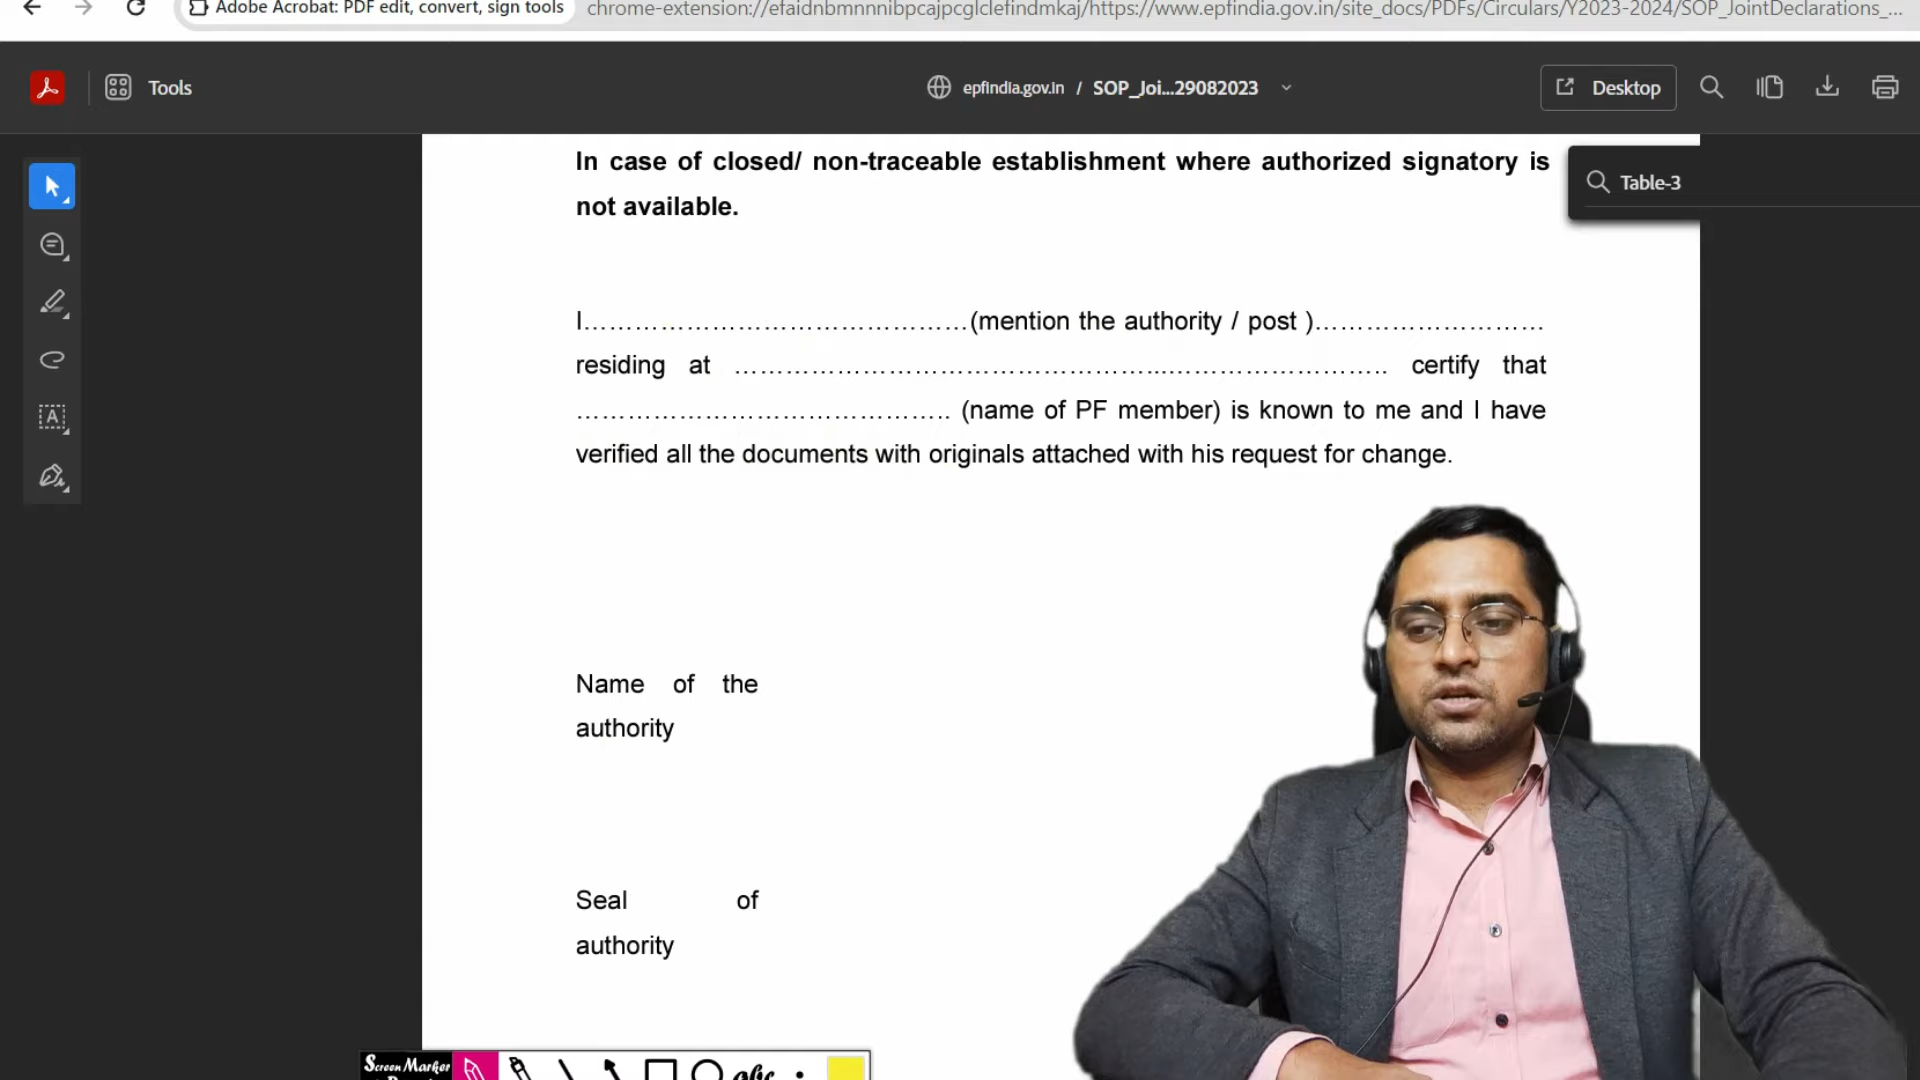 Adobe Acrobat: PDF edit, convert, sign tools
chrome-extension://efaidnbmnnnibpcajpcglclefindmkaj/https://www.epfindia.gov.in/site_docs/PDFs/Circulars/Y2023-2024/SOP_JointDeclarations_...
Tools
epfindia.gov.in / SOP_Joi...29082023
Desktop
Table-3
In case of closed/ non-traceable establishment where authorized signatory is
not available.
I………………………………………(mention the authority / post )………………………
residing at …………………………………………..…………………….. certify that
…………………………………….. (name of PF member) is known to me and I have
verified all the documents with originals attached with his request for change.
Name of the
authority
Seal of
authority
Screen Marker
abc